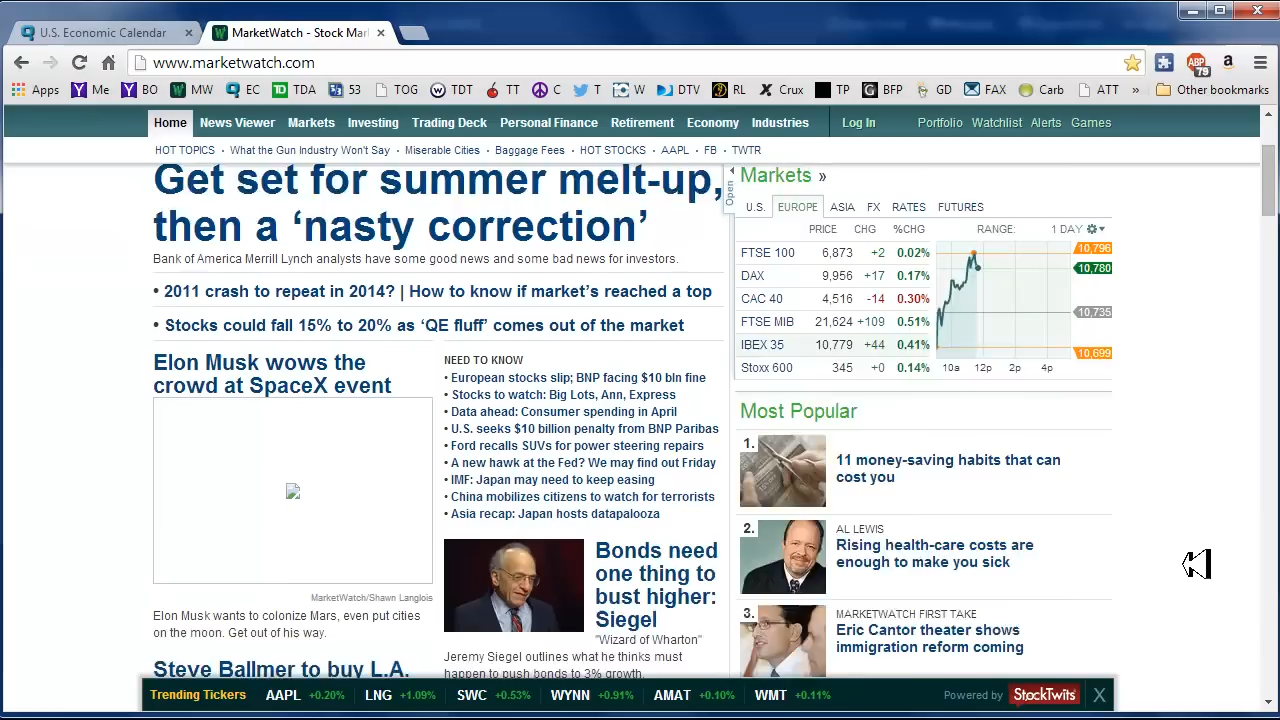 U.S. Economic Calendar
MarketWatch - Stock Mar
www.marketwatch.com
Apps Me BO MW EC TDA 53 TOG TDI TT C T W DTV RL Crux TP BFP GD FAX Carb ATT » Other bookmarks
ABP 79
Home News Viewer Markets Investing Trading Deck Personal Finance Retirement Economy Industries Log In Portfolio Watchlist Alerts Games
HOT TOPICS · What the Gun Industry Won't Say · Miserable Cities · Baggage Fees · HOT STOCKS · AAPL · FB · TWTR
Get set for summer melt-up,
then a ‘nasty correction’
Bank of America Merrill Lynch analysts have some good news and some bad news for investors.
• 2011 crash to repeat in 2014? | How to know if market’s reached a top
• Stocks could fall 15% to 20% as ‘QE fluff’ comes out of the market
Elon Musk wows the
crowd at SpaceX event
MarketWatch/Shawn Langlois
Elon Musk wants to colonize Mars, even put cities
on the moon. Get out of his way.
Steve Ballmer to buy L.A.
NEED TO KNOW
• European stocks slip; BNP facing $10 bln fine
• Stocks to watch: Big Lots, Ann, Express
• Data ahead: Consumer spending in April
• U.S. seeks $10 billion penalty from BNP Paribas
• Ford recalls SUVs for power steering repairs
• A new hawk at the Fed? We may find out Friday
• IMF: Japan may need to keep easing
• China mobilizes citizens to watch for terrorists
• Asia recap: Japan hosts datapalooza
Bonds need
one thing to
bust higher:
Siegel
"Wizard of Wharton"
Jeremy Siegel outlines what he thinks must
happen to push bonds to 3% growth.
Open
Markets »
U.S. EUROPE ASIA FX RATES FUTURES
PRICE CHG %CHG RANGE: 1 DAY
FTSE 100 6,873 +2 0.02%
DAX 9,956 +17 0.17%
CAC 40 4,516 -14 0.30%
FTSE MIB 21,624 +109 0.51%
IBEX 35 10,779 +44 0.41%
Stoxx 600 345 +0 0.14%
10,796
10,780
10,735
10,699
10a 12p 2p 4p
Most Popular
1.
11 money-saving habits that can
cost you
2.
AL LEWIS
Rising health-care costs are
enough to make you sick
3.
MARKETWATCH FIRST TAKE
Eric Cantor theater shows
immigration reform coming
Trending Tickers AAPL +0.20% LNG +1.09% SWC +0.53% WYNN +0.91% AMAT +0.10% WMT +0.11% Powered by StockTwits X